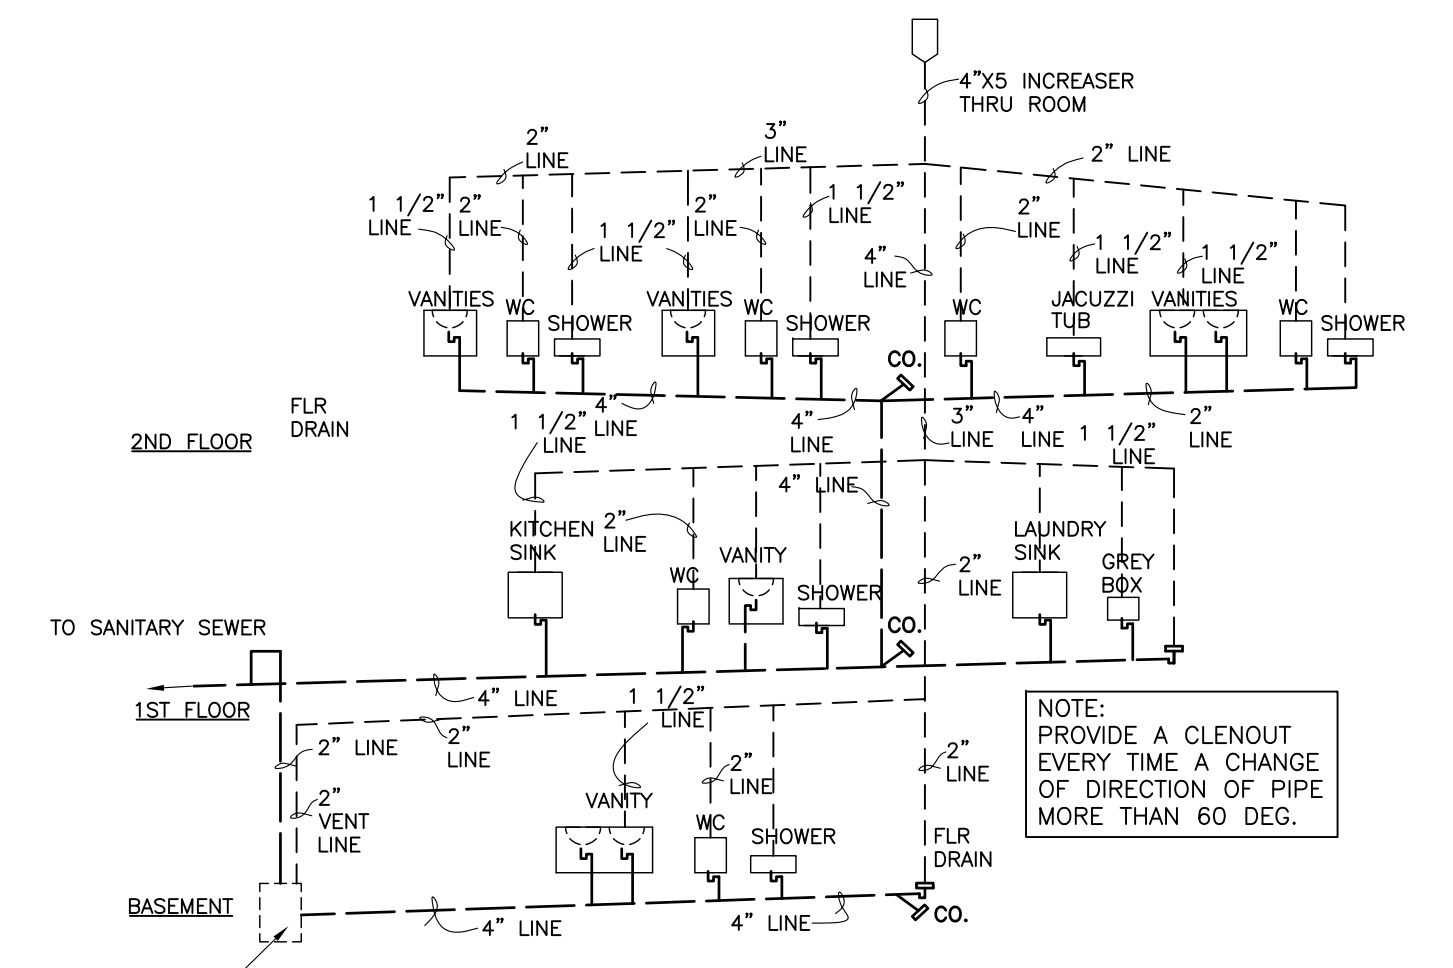 4"X5 INCREASER
THRU ROOM
2"
LINE
3"
LINE
2" LINE
1 1/2"
LINE
2"
LINE
1 1/2"
LINE
2"
LINE
1 1/2"
LINE
4"
LINE
2"
LINE
1 1/2"
LINE
1 1/2"
LINE
VANITIES
WC
SHOWER
VANITIES
WC
SHOWER
WC
JACUZZI
TUB
VANITIES
WC
SHOWER
CO.
FLR
DRAIN
2ND FLOOR
1 1/2"
LINE
4"
LINE
4"
LINE
3"
LINE
4"
LINE
1 1/2"
LINE
2"
LINE
4" LINE
KITCHEN
SINK
2"
LINE
WC
VANITY
SHOWER
2"
LINE
LAUNDRY
SINK
GREY
BOX
CO.
TO SANITARY SEWER
1ST FLOOR
4" LINE
1 1/2"
LINE
2" LINE
2"
LINE
2"
VENT
LINE
2"
LINE
2"
LINE
VANITY
WC
SHOWER
FLR
DRAIN
BASEMENT
4" LINE
4" LINE
CO.
NOTE:
PROVIDE A CLENOUT
EVERY TIME A CHANGE
OF DIRECTION OF PIPE
MORE THAN 60 DEG.